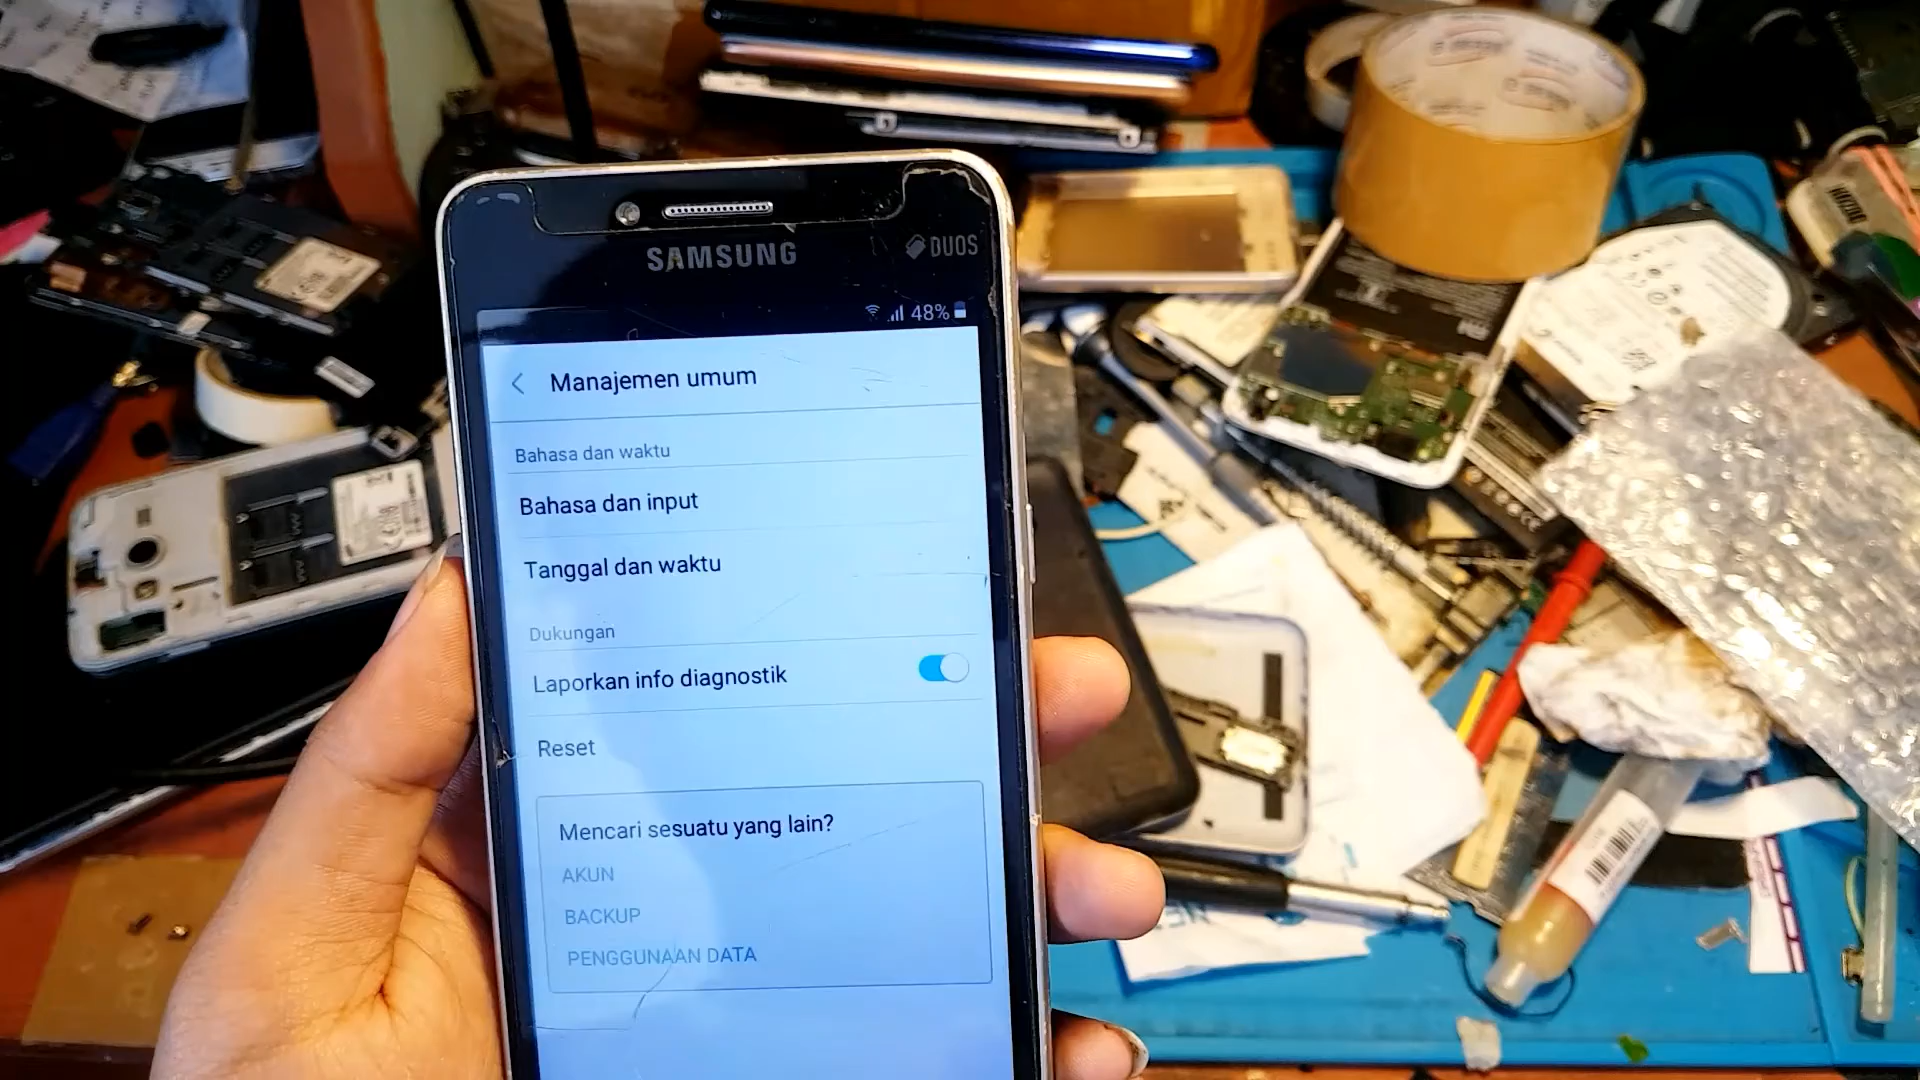 SAMSUNG
DUOS
48%
Manajemen umum
Bahasa dan waktu
Bahasa dan input
Tanggal dan waktu
Dukungan
Laporkan info diagnostik
Reset
Mencari sesuatu yang lain?
AKUN
BACKUP
PENGGUNAAN DATA